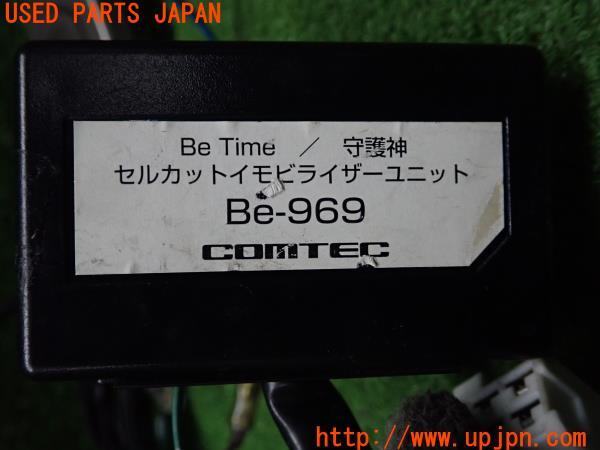 USED PARTS JAPAN
Be Time ／ 守護神
セルカットイモビライザーユニット
Be-969
COMTEC
http://www.upjpn.com/